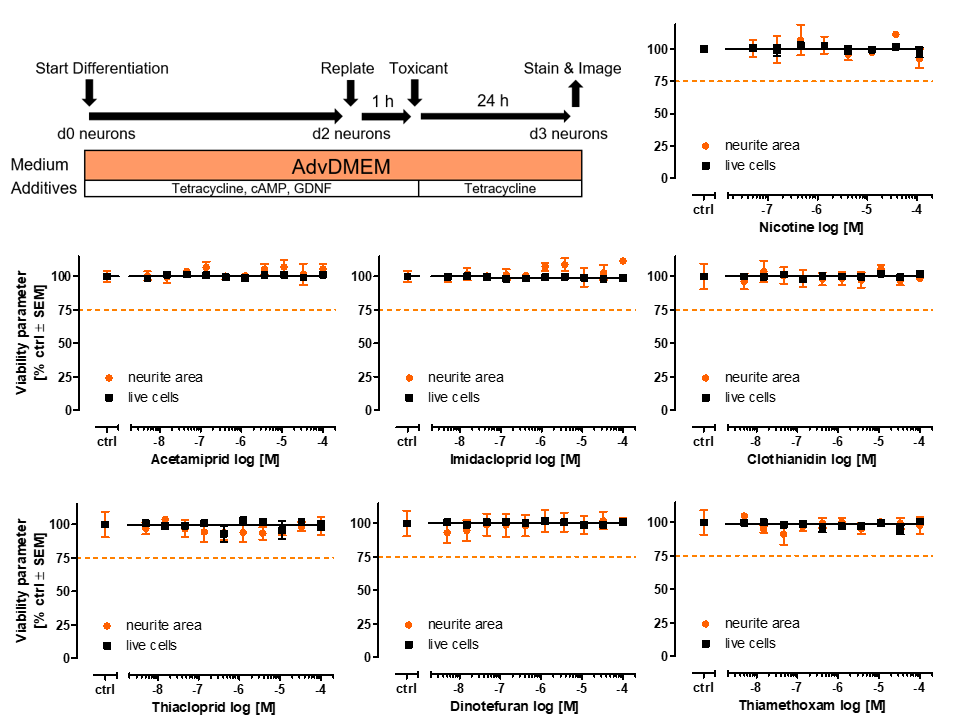 Start Differentiation
Replate
Toxicant
Stain & Image
1 h
24 h
d0 neurons
d2 neurons
d3 neurons
Medium
AdvDMEM
Additives
Tetracycline, cAMP, GDNF
Tetracycline
100
75
50
25
0
neurite area
live cells
ctrl
-7
-6
-5
-4
Nicotine log [M]
Viability parameter
[% ctrl ± SEM]
100
75
50
25
0
neurite area
live cells
ctrl
-8
-7
-6
-5
-4
Acetamiprid log [M]
100
75
50
25
0
neurite area
live cells
ctrl
-8
-7
-6
-5
-4
Imidacloprid log [M]
100
75
50
25
0
neurite area
live cells
ctrl
-8
-7
-6
-5
-4
Clothianidin log [M]
Viability parameter
[% ctrl ± SEM]
100
75
50
25
0
neurite area
live cells
ctrl
-8
-7
-6
-5
-4
Thiacloprid log [M]
100
75
50
25
0
neurite area
live cells
ctrl
-8
-7
-6
-5
-4
Dinotefuran log [M]
100
75
50
25
0
neurite area
live cells
ctrl
-8
-7
-6
-5
-4
Thiamethoxam log [M]